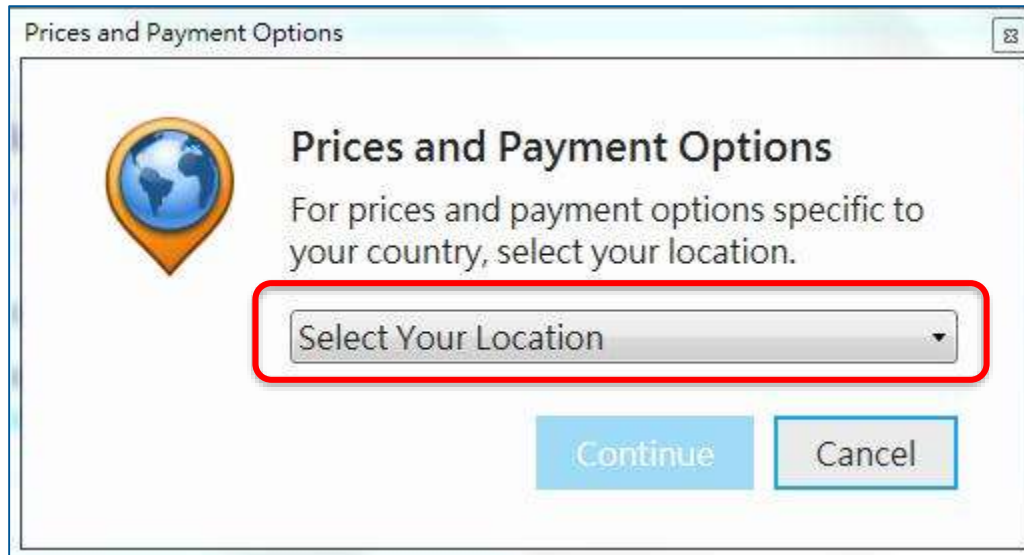 Prices and Payment Options
Prices and Payment Options
For prices and payment options specific to
your country, select your location.
Select Your Location
Continue
Cancel